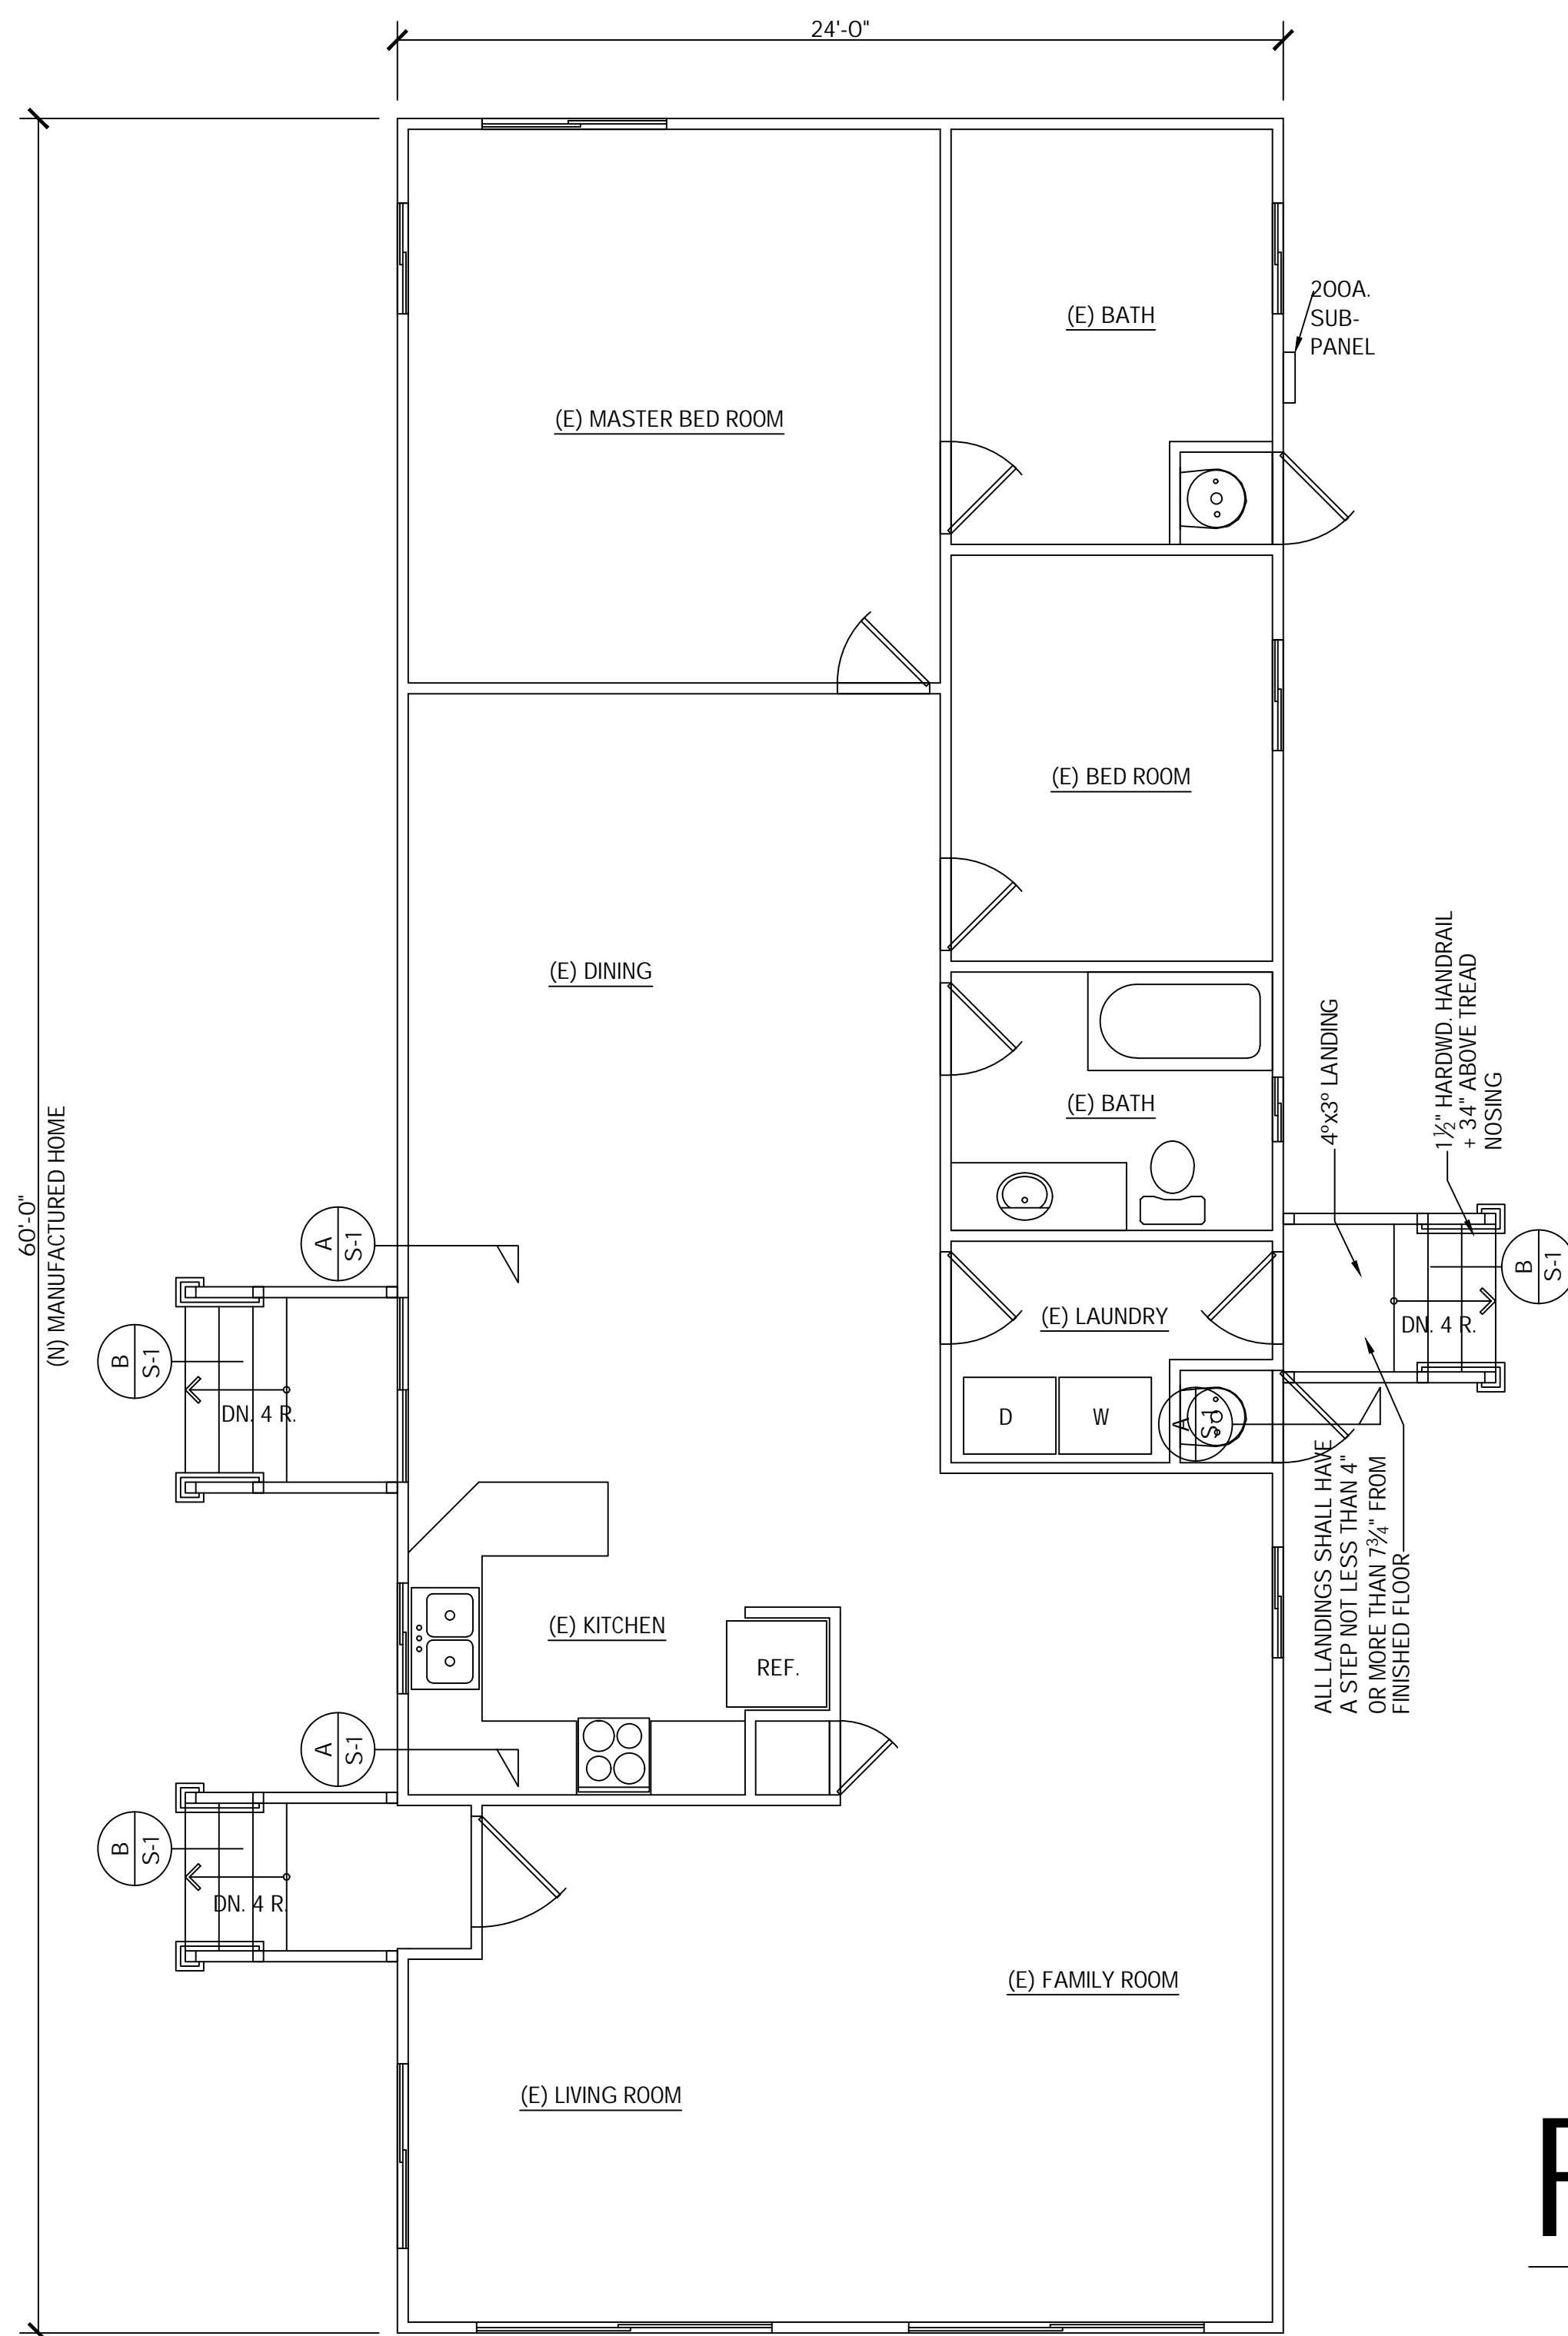 24'-0"
200A.
SUB-
PANEL
(E) BATH
(E) MASTER BED ROOM
(E) BED ROOM
(E) DINING
(E) BATH
4⁰x3⁰ LANDING
1½" HARDWD. HANDRAIL
+ 34" ABOVE TREAD
NOSING
60'-0"
(N) MANUFACTURED HOME
A
S-1
B
S-1
DN. 4 R.
(E) LAUNDRY
D
W
A
S-1
DN. 4 R.
B
S-1
ALL LANDINGS SHALL HAVE
A STEP NOT LESS THAN 4"
OR MORE THAN 7¾" FROM
FINISHED FLOOR
(E) KITCHEN
REF.
A
S-1
B
S-1
DN. 4 R.
(E) FAMILY ROOM
(E) LIVING ROOM